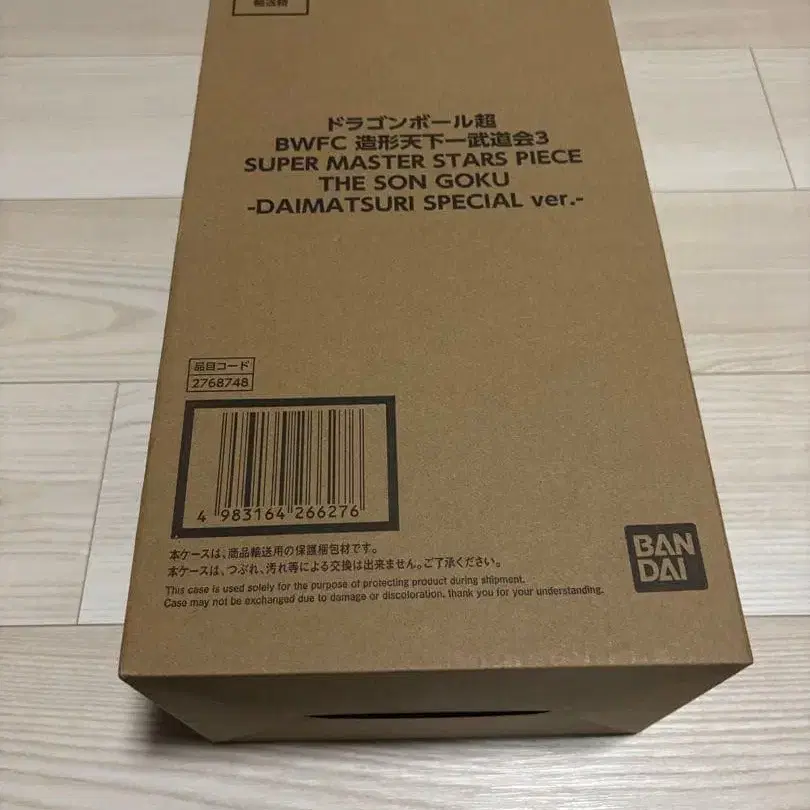 輸送箱
ドラゴンボール超
BWFC 造形天下一武道会3
SUPER MASTER STARS PIECE
THE SON GOKU
-DAIMATSURI SPECIAL ver.-
品目コード
2768748
4 983164 266276
本ケースは、商品輸送用の保護梱包材です。
本ケースは、つぶれ、汚れ等による交換は出来ません。ご了承ください。
This case is used solely for the purpose of protecting product during shipment.
Case may not be exchanged due to damage or discoloration, thank you for your understanding.
BAN
DAI